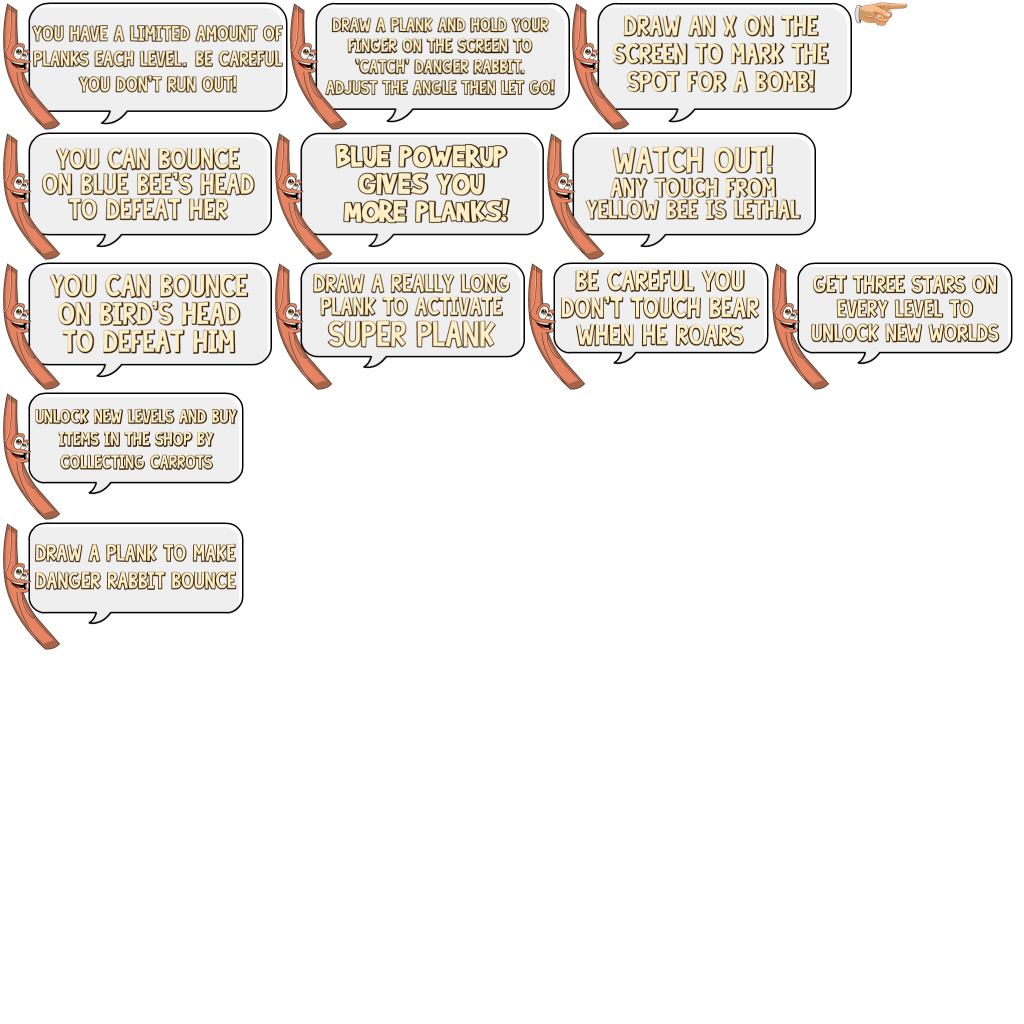 YOU HAVE A LIMITED AMOUNT OF
PLANKS EACH LEVEL. BE CAREFUL
YOU DON'T RUN OUT!
DRAW A PLANK AND HOLD YOUR
FINGER ON THE SCREEN TO
'CATCH' DANGER RABBIT.
ADJUST THE ANGLE THEN LET GO!
DRAW AN X ON THE
SCREEN TO MARK THE
SPOT FOR A BOMB!
YOU CAN BOUNCE
ON BLUE BEE'S HEAD
TO DEFEAT HER
BLUE POWERUP
GIVES YOU
MORE PLANKS!
WATCH OUT!
ANY TOUCH FROM
YELLOW BEE IS LETHAL
YOU CAN BOUNCE
ON BIRD'S HEAD
TO DEFEAT HIM
DRAW A REALLY LONG
PLANK TO ACTIVATE
SUPER PLANK
BE CAREFUL YOU
DON'T TOUCH BEAR
WHEN HE ROARS
GET THREE STARS ON
EVERY LEVEL TO
UNLOCK NEW WORLDS
UNLOCK NEW LEVELS AND BUY
ITEMS IN THE SHOP BY
COLLECTING CARROTS
DRAW A PLANK TO MAKE
DANGER RABBIT BOUNCE